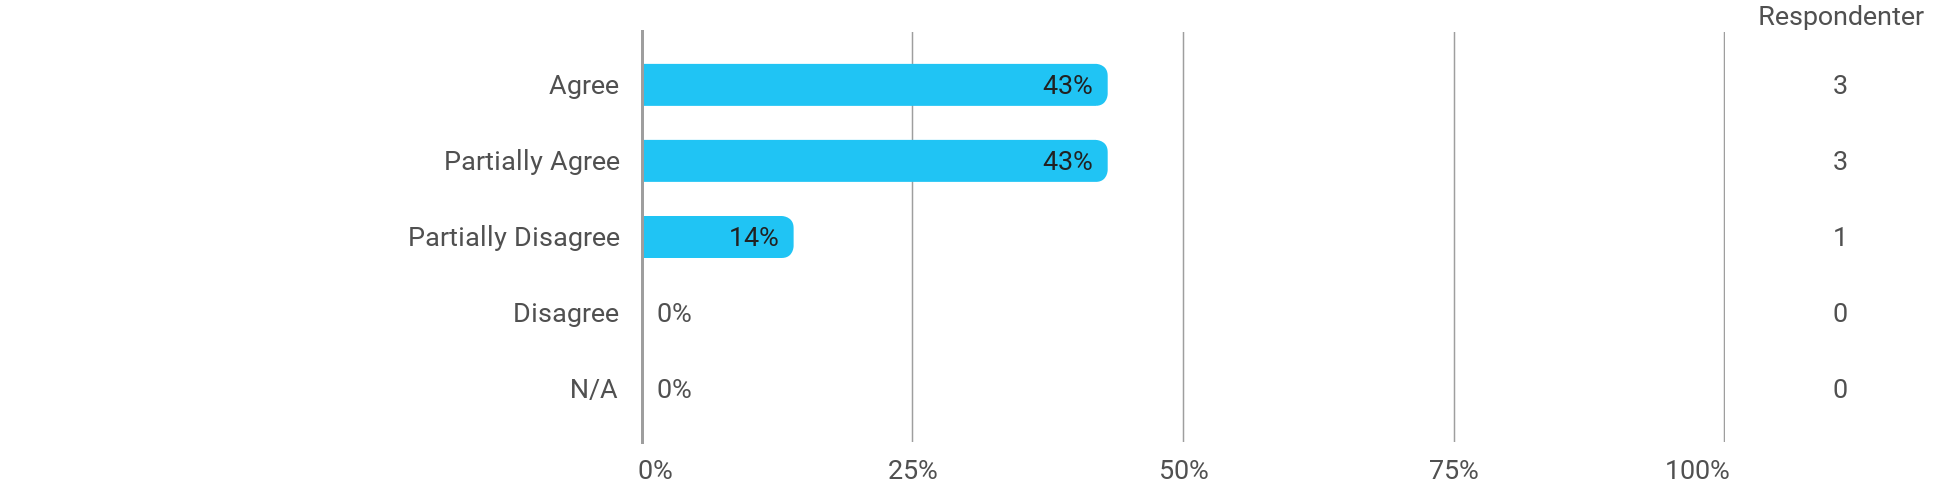 Respondenter
Agree 43% 3
Partially Agree 43% 3
Partially Disagree 14% 1
Disagree 0% 0
N/A 0% 0
0% 25% 50% 75% 100%